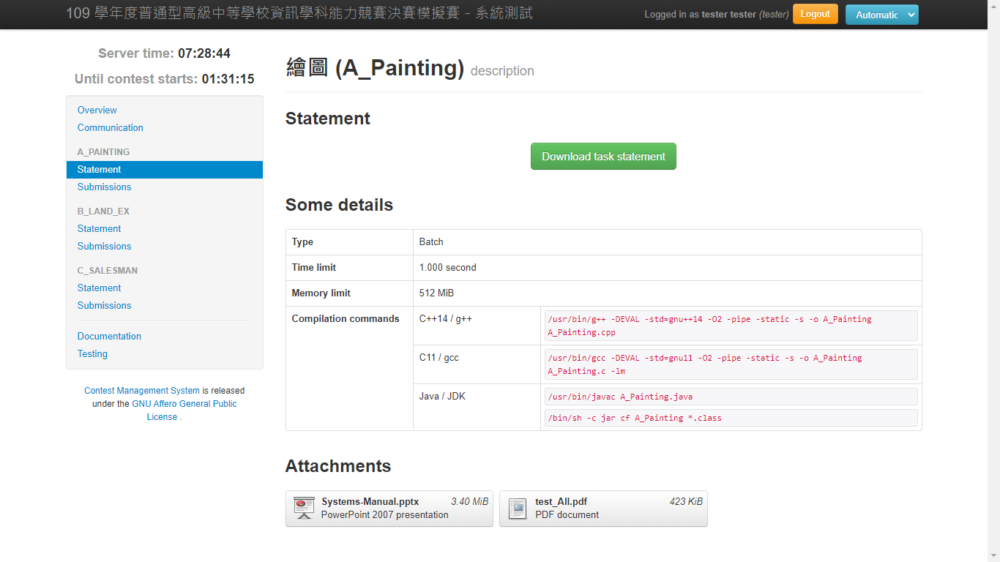 109 學年度普通型高級中等學校資訊學科能力競賽決賽模擬賽 - 系統測試
Logged in as tester tester (tester) Logout Automatic
Server time: 07:28:44
Until contest starts: 01:31:15
Overview
Communication
A_PAINTING
Statement
Submissions
B_LAND_EX
Statement
Submissions
C_SALESMAN
Statement
Submissions
Documentation
Testing
Contest Management System is released
under the GNU Affero General Public
License .
繪圖 (A_Painting) description
Statement
Download task statement
Some details
Type Batch
Time limit 1.000 second
Memory limit 512 MiB
Compilation commands C++14 / g++ /usr/bin/g++ -DEVAL -std=gnu++14 -O2 -pipe -static -s -o A_Painting
A_Painting.cpp
C11 / gcc /usr/bin/gcc -DEVAL -std=gnu11 -O2 -pipe -static -s -o A_Painting
A_Painting.c -lm
Java / JDK /usr/bin/javac A_Painting.java
/bin/sh -c jar cf A_Painting *.class
Attachments
Systems-Manual.pptx 3.40 MiB
PowerPoint 2007 presentation
test_All.pdf 423 KiB
PDF document